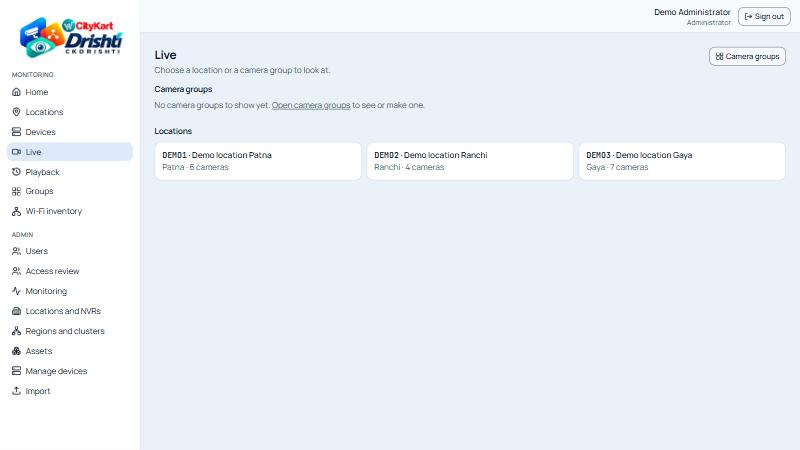 CityKart
Drishti
CKDRISHTI
MONITORING
Home
Locations
Devices
Live
Playback
Groups
Wi-Fi inventory
ADMIN
Users
Access review
Monitoring
Locations and NVRs
Regions and clusters
Assets
Manage devices
Import
Demo Administrator
Administrator
Sign out
Live
Choose a location or a camera group to look at.
Camera groups
Camera groups
No camera groups to show yet. Open camera groups to see or make one.
Locations
DEMO1 · Demo location Patna
Patna · 6 cameras
DEMO2 · Demo location Ranchi
Ranchi · 4 cameras
DEMO3 · Demo location Gaya
Gaya · 7 cameras